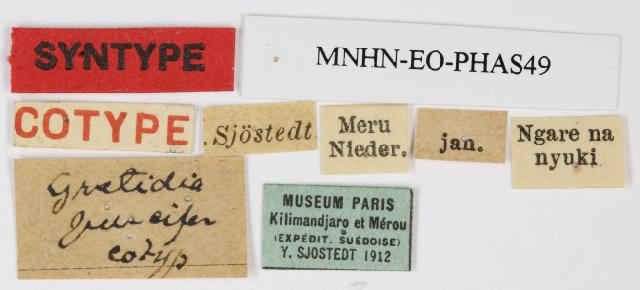 SYNTYPE
MNHN-EO-PHAS49
COTYPE
Sjöstedt.
Meru
Nieder.
jan.
Ngare na
nyuki
Gratidia
cotyp
MUSEUM PARIS
Kilimandjaro et Mérou
(EXPÉDIT. SUÉDOISE)
Y. SJOSTEDT 1912